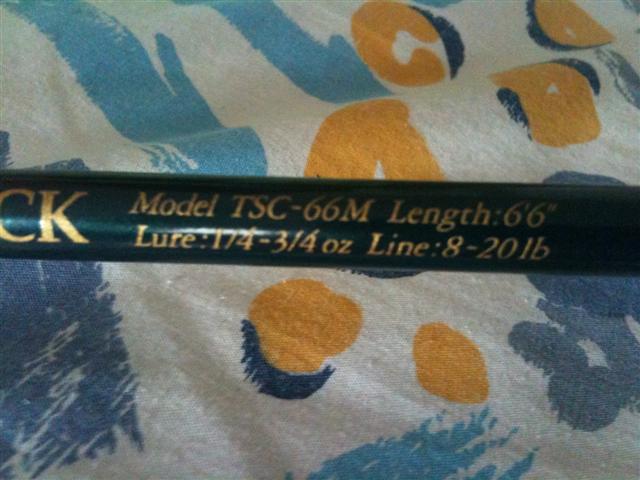 CK
Model TSC-66M Length:6'6"
Lure:1/4-3/4 oz Line:8-20lb